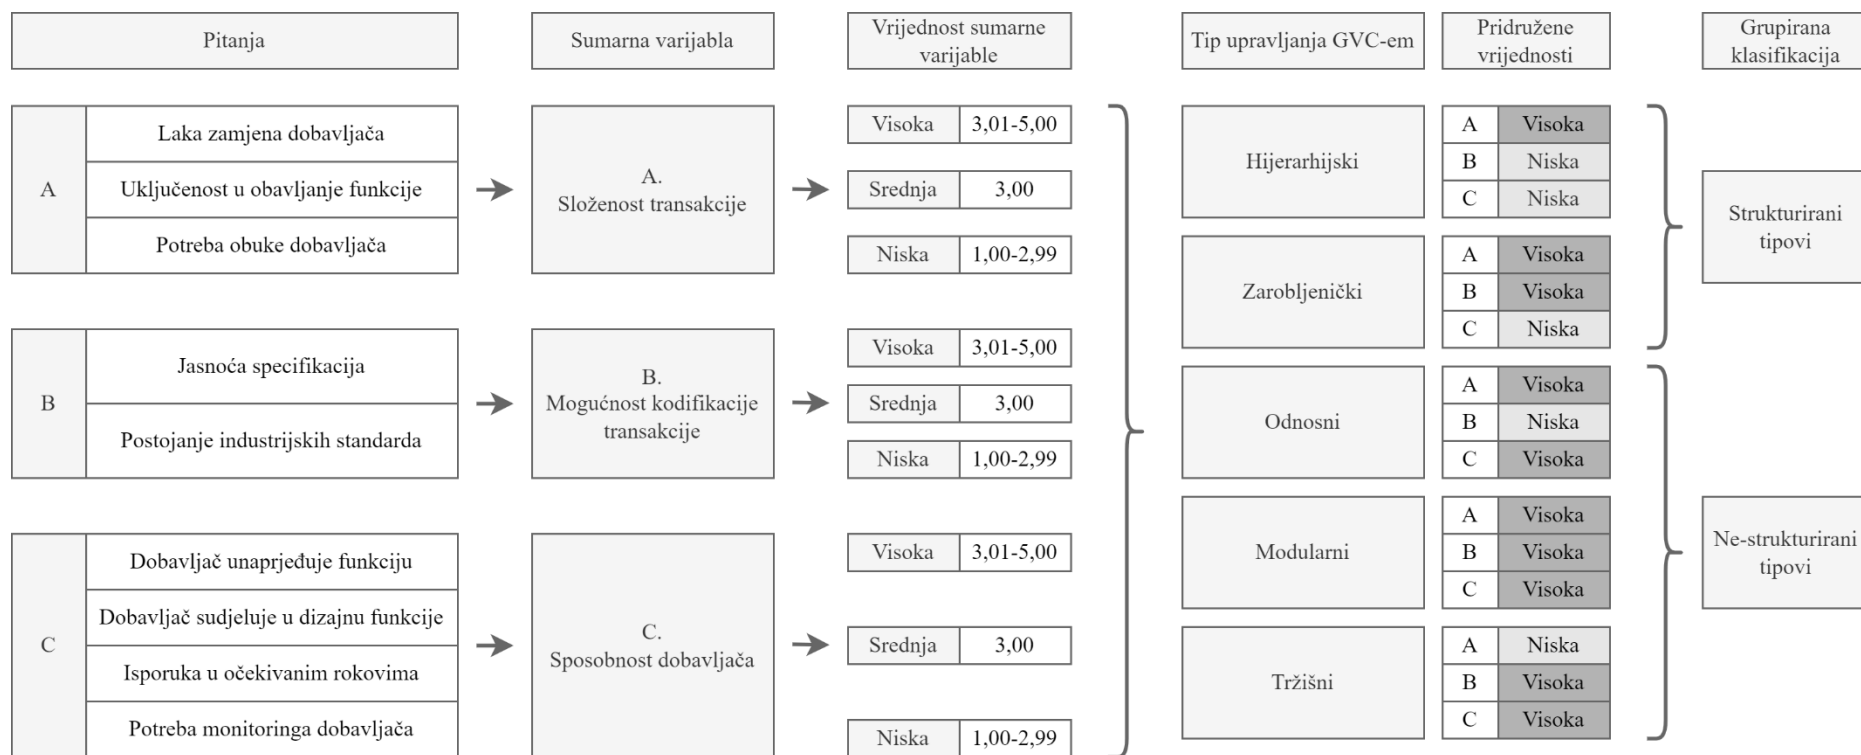 Pitanja
Sumarna varijabla
Vrijednost sumarne
varijable
Tip upravljanja GVC-em
Pridružene
vrijednosti
Grupirana
klasifikacija
A
Laka zamjena dobavljača
Uključenost u obavljanje funkcije
Potreba obuke dobavljača
A.
Složenost transakcije
Visoka 3,01-5,00
Srednja 3,00
Niska 1,00-2,99
B
Jasnoća specifikacija
Postojanje industrijskih standarda
B.
Mogućnost kodifikacije
transakcije
Visoka 3,01-5,00
Srednja 3,00
Niska 1,00-2,99
C
Dobavljač unaprjeđuje funkciju
Dobavljač sudjeluje u dizajnu funkcije
Isporuka u očekivanim rokovima
Potreba monitoringa dobavljača
C.
Sposobnost dobavljača
Visoka 3,01-5,00
Srednja 3,00
Niska 1,00-2,99
Hijerarhijski
A Visoka
B Niska
C Niska
Zarobljenički
A Visoka
B Visoka
C Niska
Strukturirani
tipovi
Odnosni
A Visoka
B Niska
C Visoka
Modularni
A Visoka
B Visoka
C Visoka
Tržišni
A Niska
B Visoka
C Visoka
Ne-strukturirani
tipovi